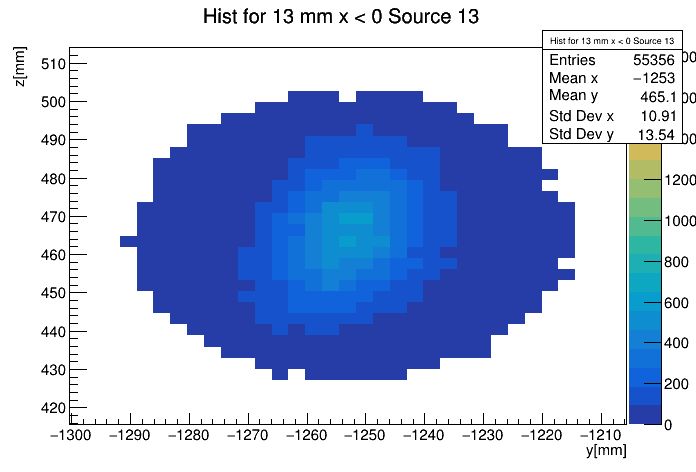 Hist for 13 mm x < 0 Source 13
z[mm]
Hist for 13 mm x < 0 Source 13
Entries 55356
Mean x −1253
Mean y 465.1
Std Dev x 10.91
Std Dev y 13.54
510
500
490
480
470
460
450
440
430
420
1200
1000
800
600
400
200
0
−1300 −1290 −1280 −1270 −1260 −1250 −1240 −1230 −1220 −1210
y[mm]